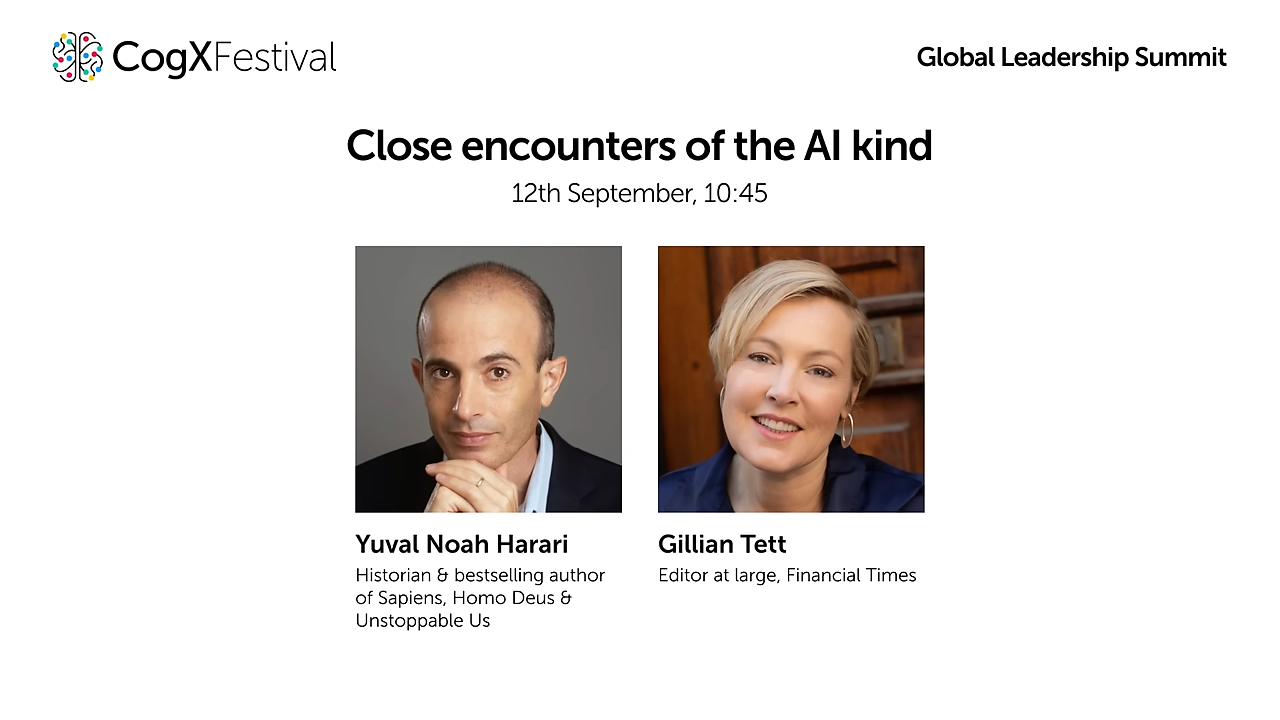 CogXFestival
Global Leadership Summit
Close encounters of the AI kind
12th September, 10:45
Yuval Noah Harari
Historian & bestselling author
of Sapiens, Homo Deus &
Unstoppable Us
Gillian Tett
Editor at large, Financial Times